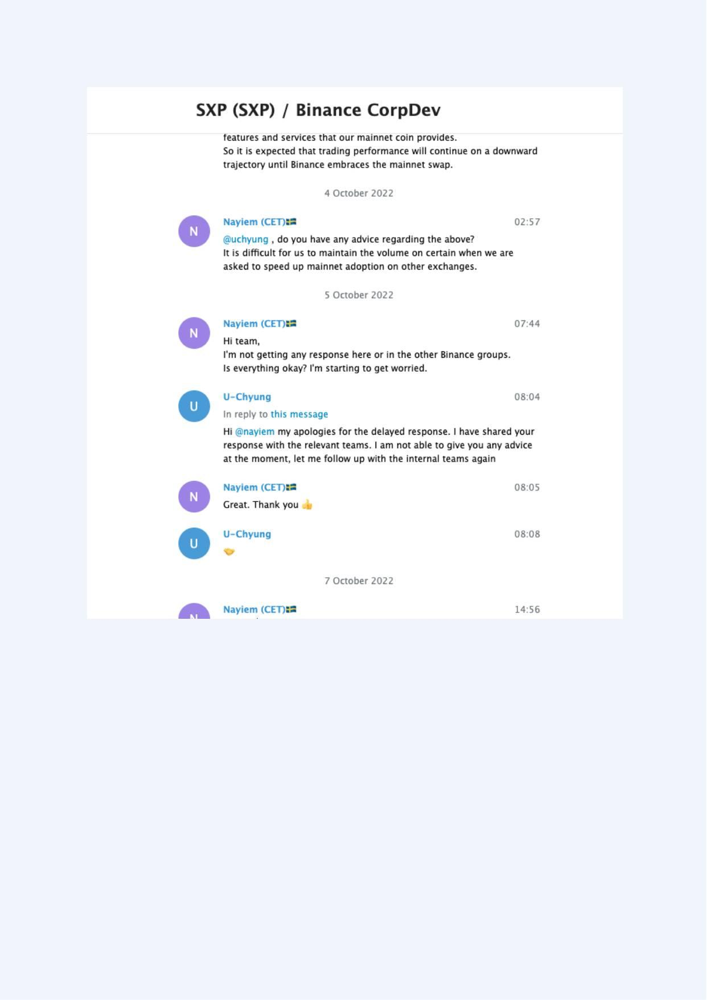 SXP (SXP) / Binance CorpDev
features and services that our mainnet coin provides.
So it is expected that trading performance will continue on a downward
trajectory until Binance embraces the mainnet swap.
4 October 2022
N
Nayiem (CET)🇸🇪 02:57
@uchyung , do you have any advice regarding the above?
It is difficult for us to maintain the volume on certain when we are
asked to speed up mainnet adoption on other exchanges.
5 October 2022
N
Nayiem (CET)🇸🇪 07:44
Hi team,
I'm not getting any response here or in the other Binance groups.
Is everything okay? I'm starting to get worried.
U
U-Chyung 08:04
In reply to this message
Hi @nayiem my apologies for the delayed response. I have shared your
response with the relevant teams. I am not able to give you any advice
at the moment, let me follow up with the internal teams again
N
Nayiem (CET)🇸🇪 08:05
Great. Thank you 👍
U
U-Chyung 08:08
🤝
7 October 2022
N
Nayiem (CET)🇸🇪 14:56